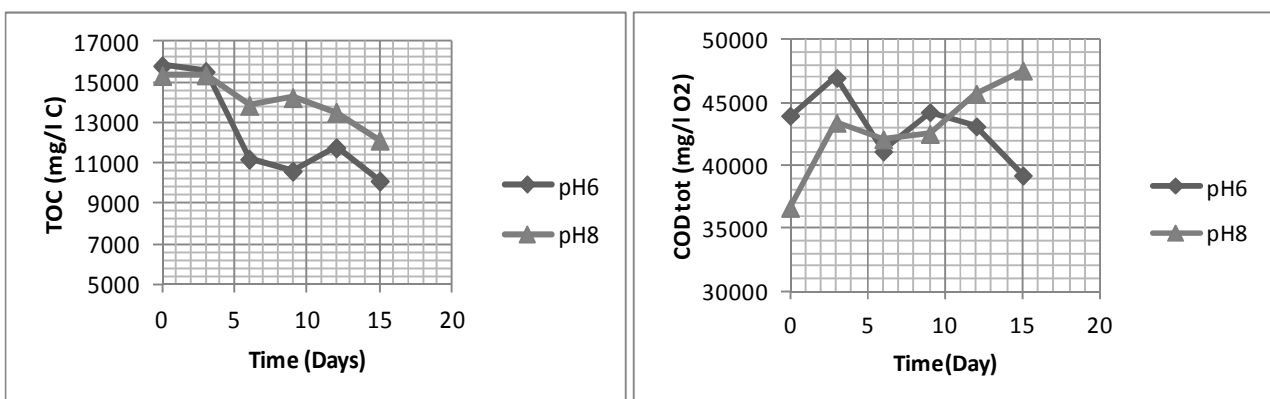 17000
15000
13000
11000
9000
7000
5000
TOC (mg/l C)
0 5 10 15 20
Time (Days)
pH6
pH8
50000
45000
40000
35000
30000
CODtot (mg/l O2)
0 5 10 15 20
Time(Day)
pH6
pH8